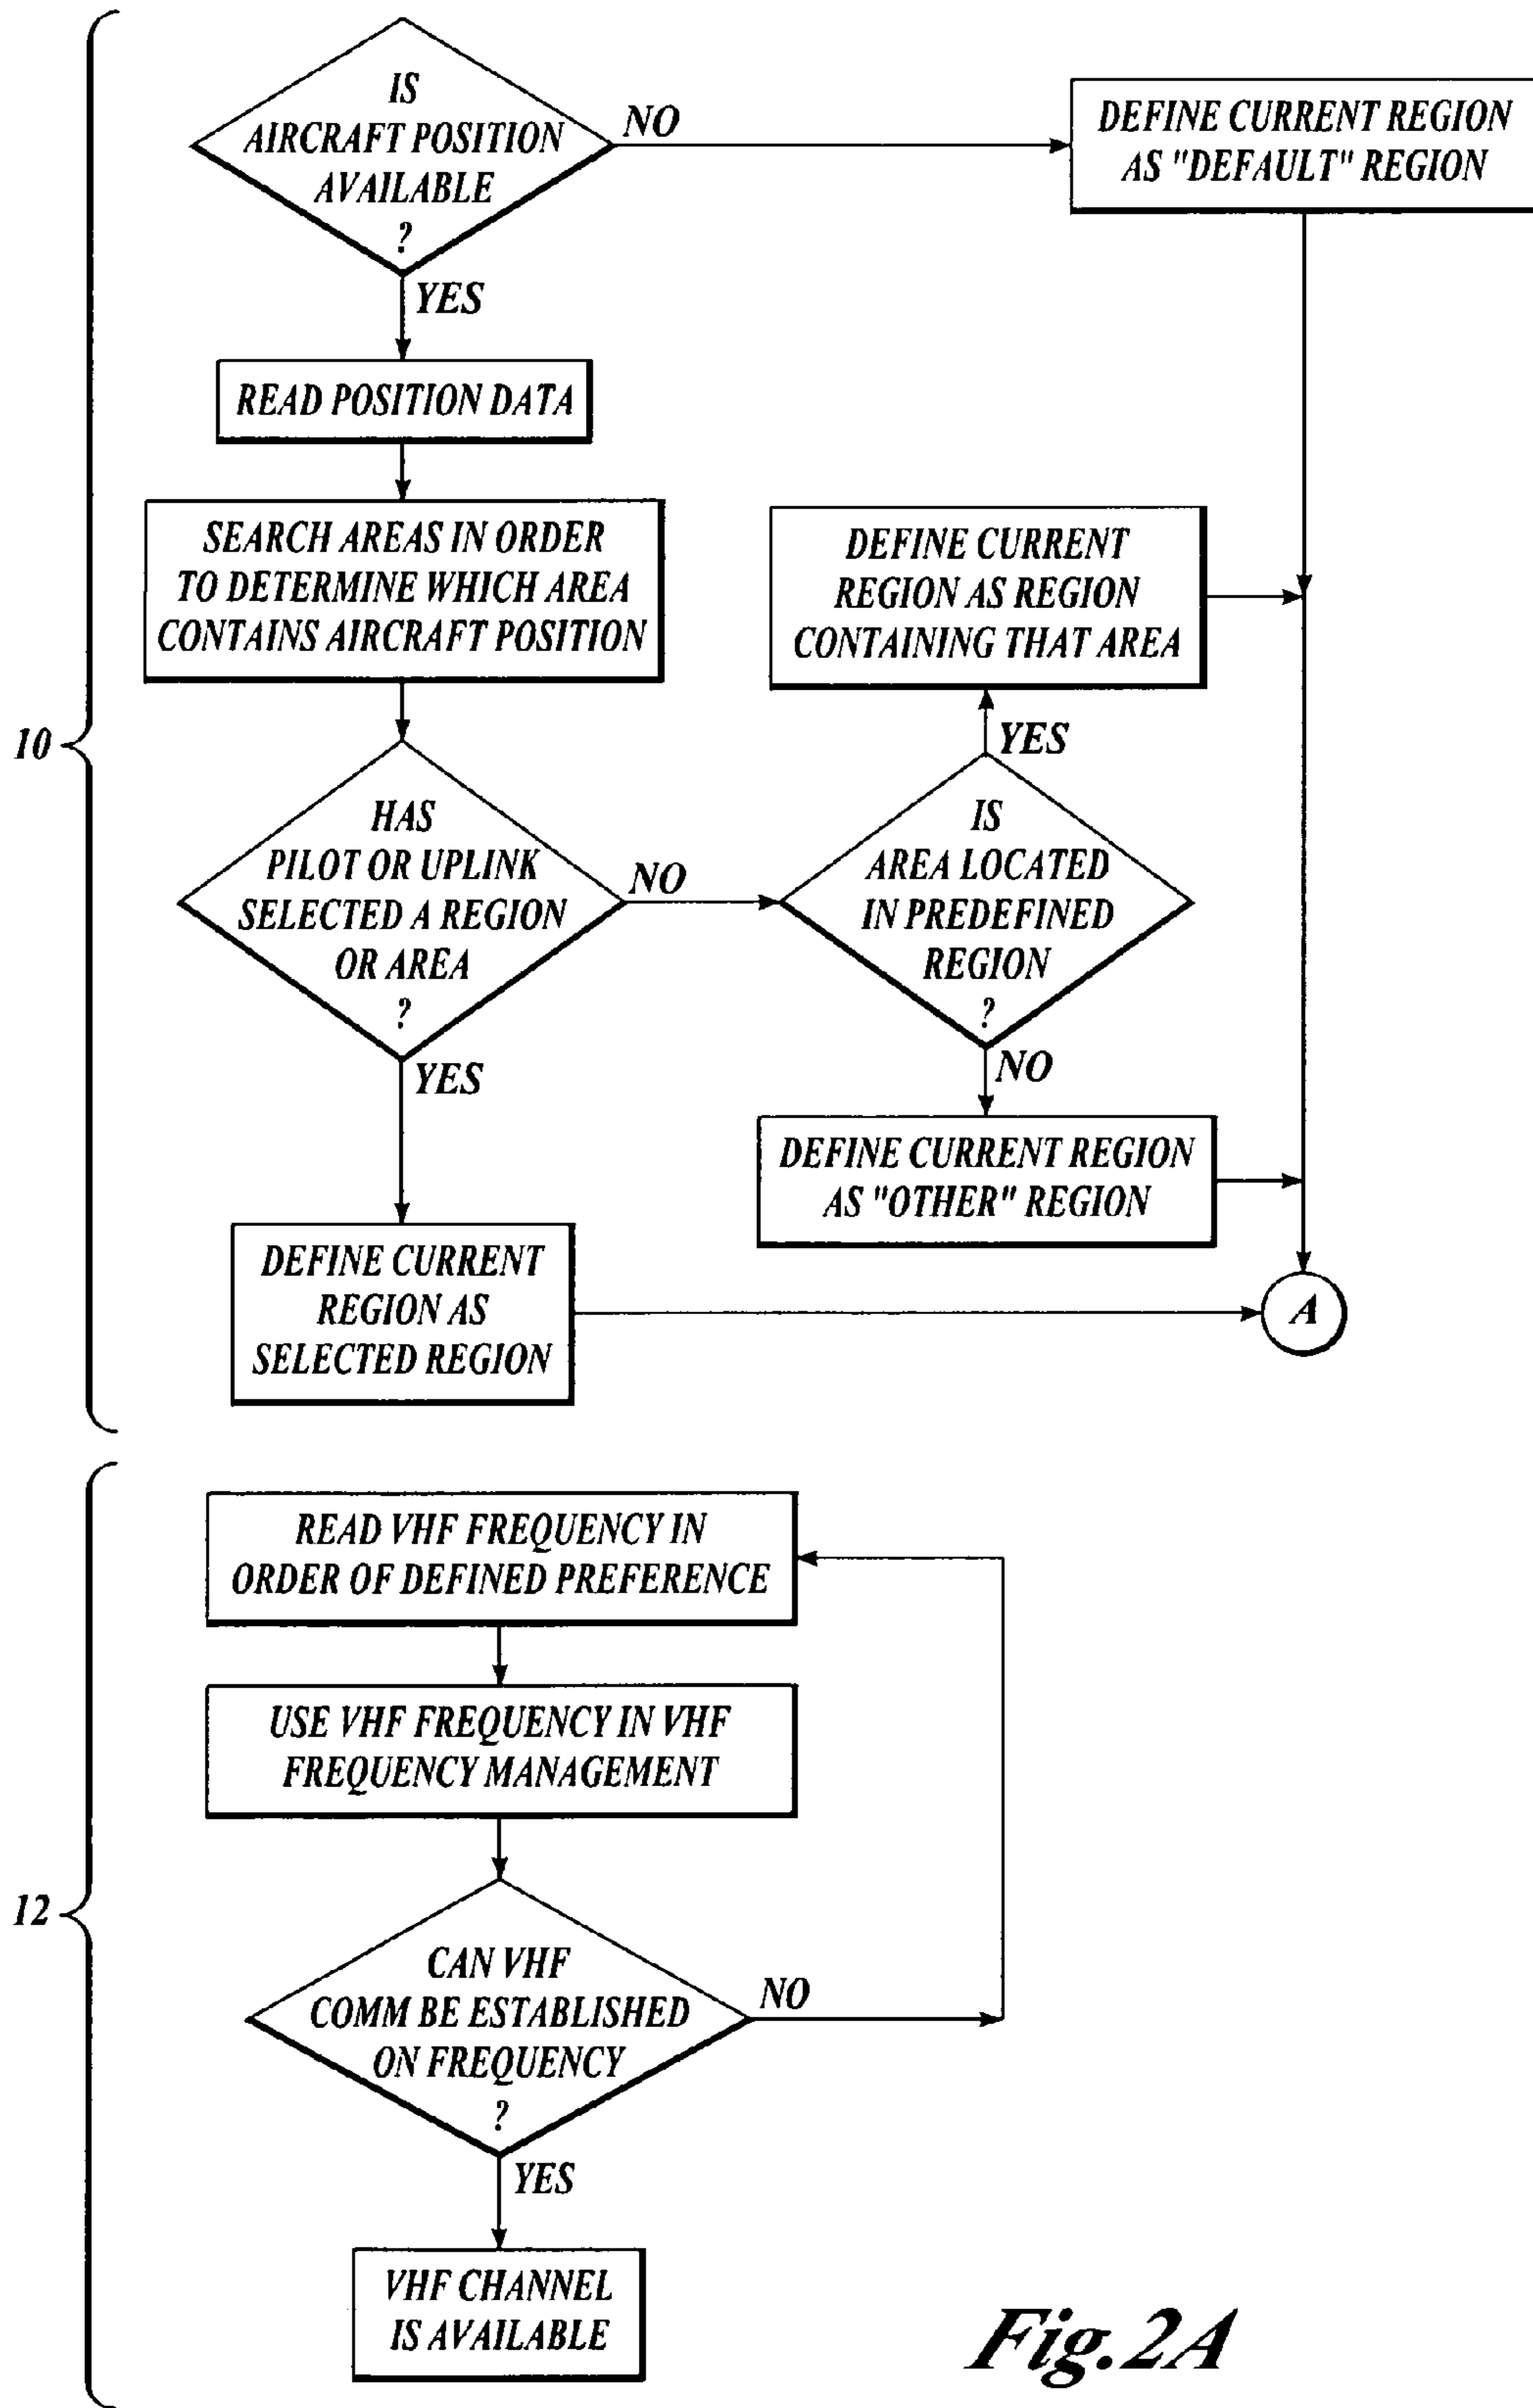 IS
AIRCRAFT POSITION
AVAILABLE
?
NO
DEFINE CURRENT REGION
AS "DEFAULT" REGION
YES
READ POSITION DATA
SEARCH AREAS IN ORDER
TO DETERMINE WHICH AREA
CONTAINS AIRCRAFT POSITION
DEFINE CURRENT
REGION AS REGION
CONTAINING THAT AREA
10
YES
HAS
PILOT OR UPLINK
SELECTED A REGION
OR AREA
?
NO
IS
AREA LOCATED
IN PREDEFINED
REGION
?
YES
NO
DEFINE CURRENT REGION
AS "OTHER" REGION
DEFINE CURRENT
REGION AS
SELECTED REGION
A
12
READ VHF FREQUENCY IN
ORDER OF DEFINED PREFERENCE
USE VHF FREQUENCY IN VHF
FREQUENCY MANAGEMENT
CAN VHF
COMM BE ESTABLISHED
ON FREQUENCY
?
NO
YES
VHF CHANNEL
IS AVAILABLE
Fig.2A